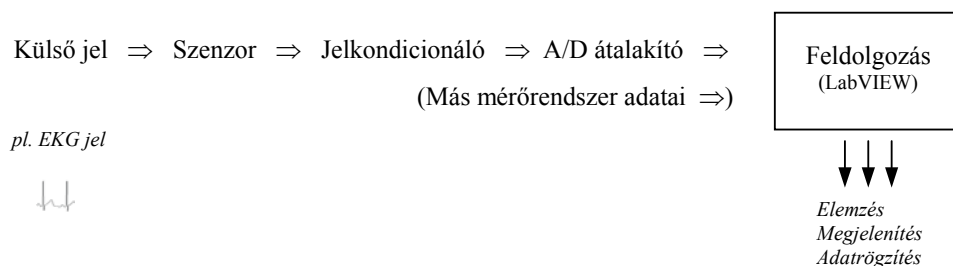 Külső jel ⇒ Szenzor ⇒ Jelkondicionáló ⇒ A/D átalakító ⇒
Feldolgozás
(LabVIEW)
(Más mérőrendszer adatai ⇒)
pl. EKG jel
Elemzés
Megjelenítés
Adatrögzítés